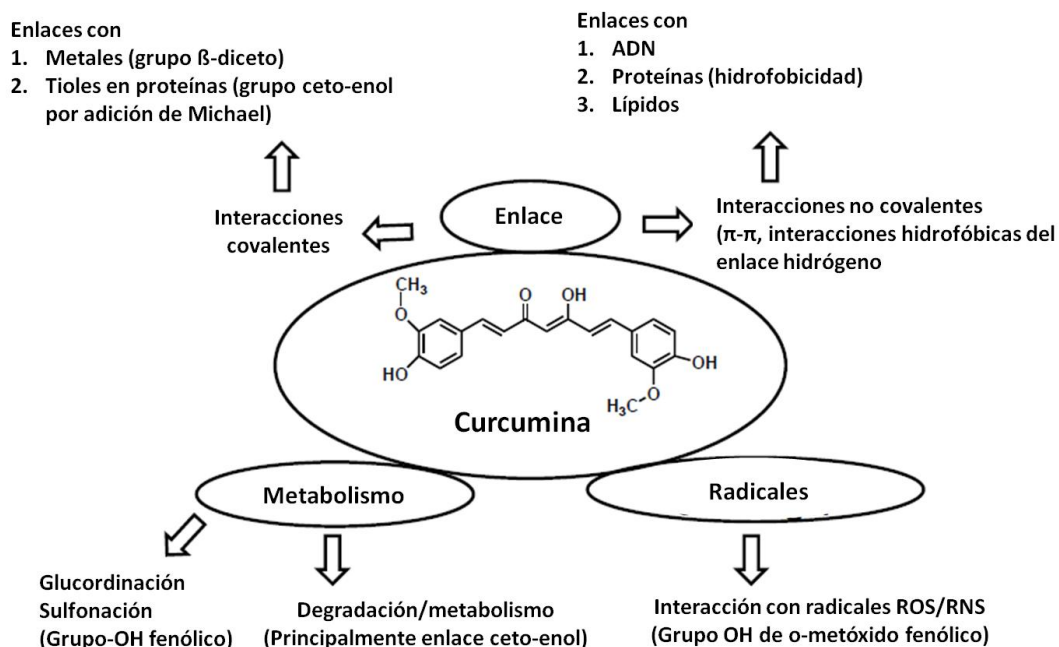 Enlaces con
1. Metales (grupo ß-diceto)
2. Tioles en proteínas (grupo ceto-enol
por adición de Michael)
Enlaces con
1. ADN
2. Proteínas (hidrofobicidad)
3. Lípidos
Interacciones
covalentes
Enlace
Interacciones no covalentes
(π-π, interacciones hidrofóbicas del
enlace hidrógeno
CH3
O
O
OH
HO
OH
O
H3C
Curcumina
Metabolismo
Radicales
Glucordinación
Sulfonación
(Grupo-OH fenólico)
Degradación/metabolismo
(Principalmente enlace ceto-enol)
Interacción con radicales ROS/RNS
(Grupo OH de o-metóxido fenólico)